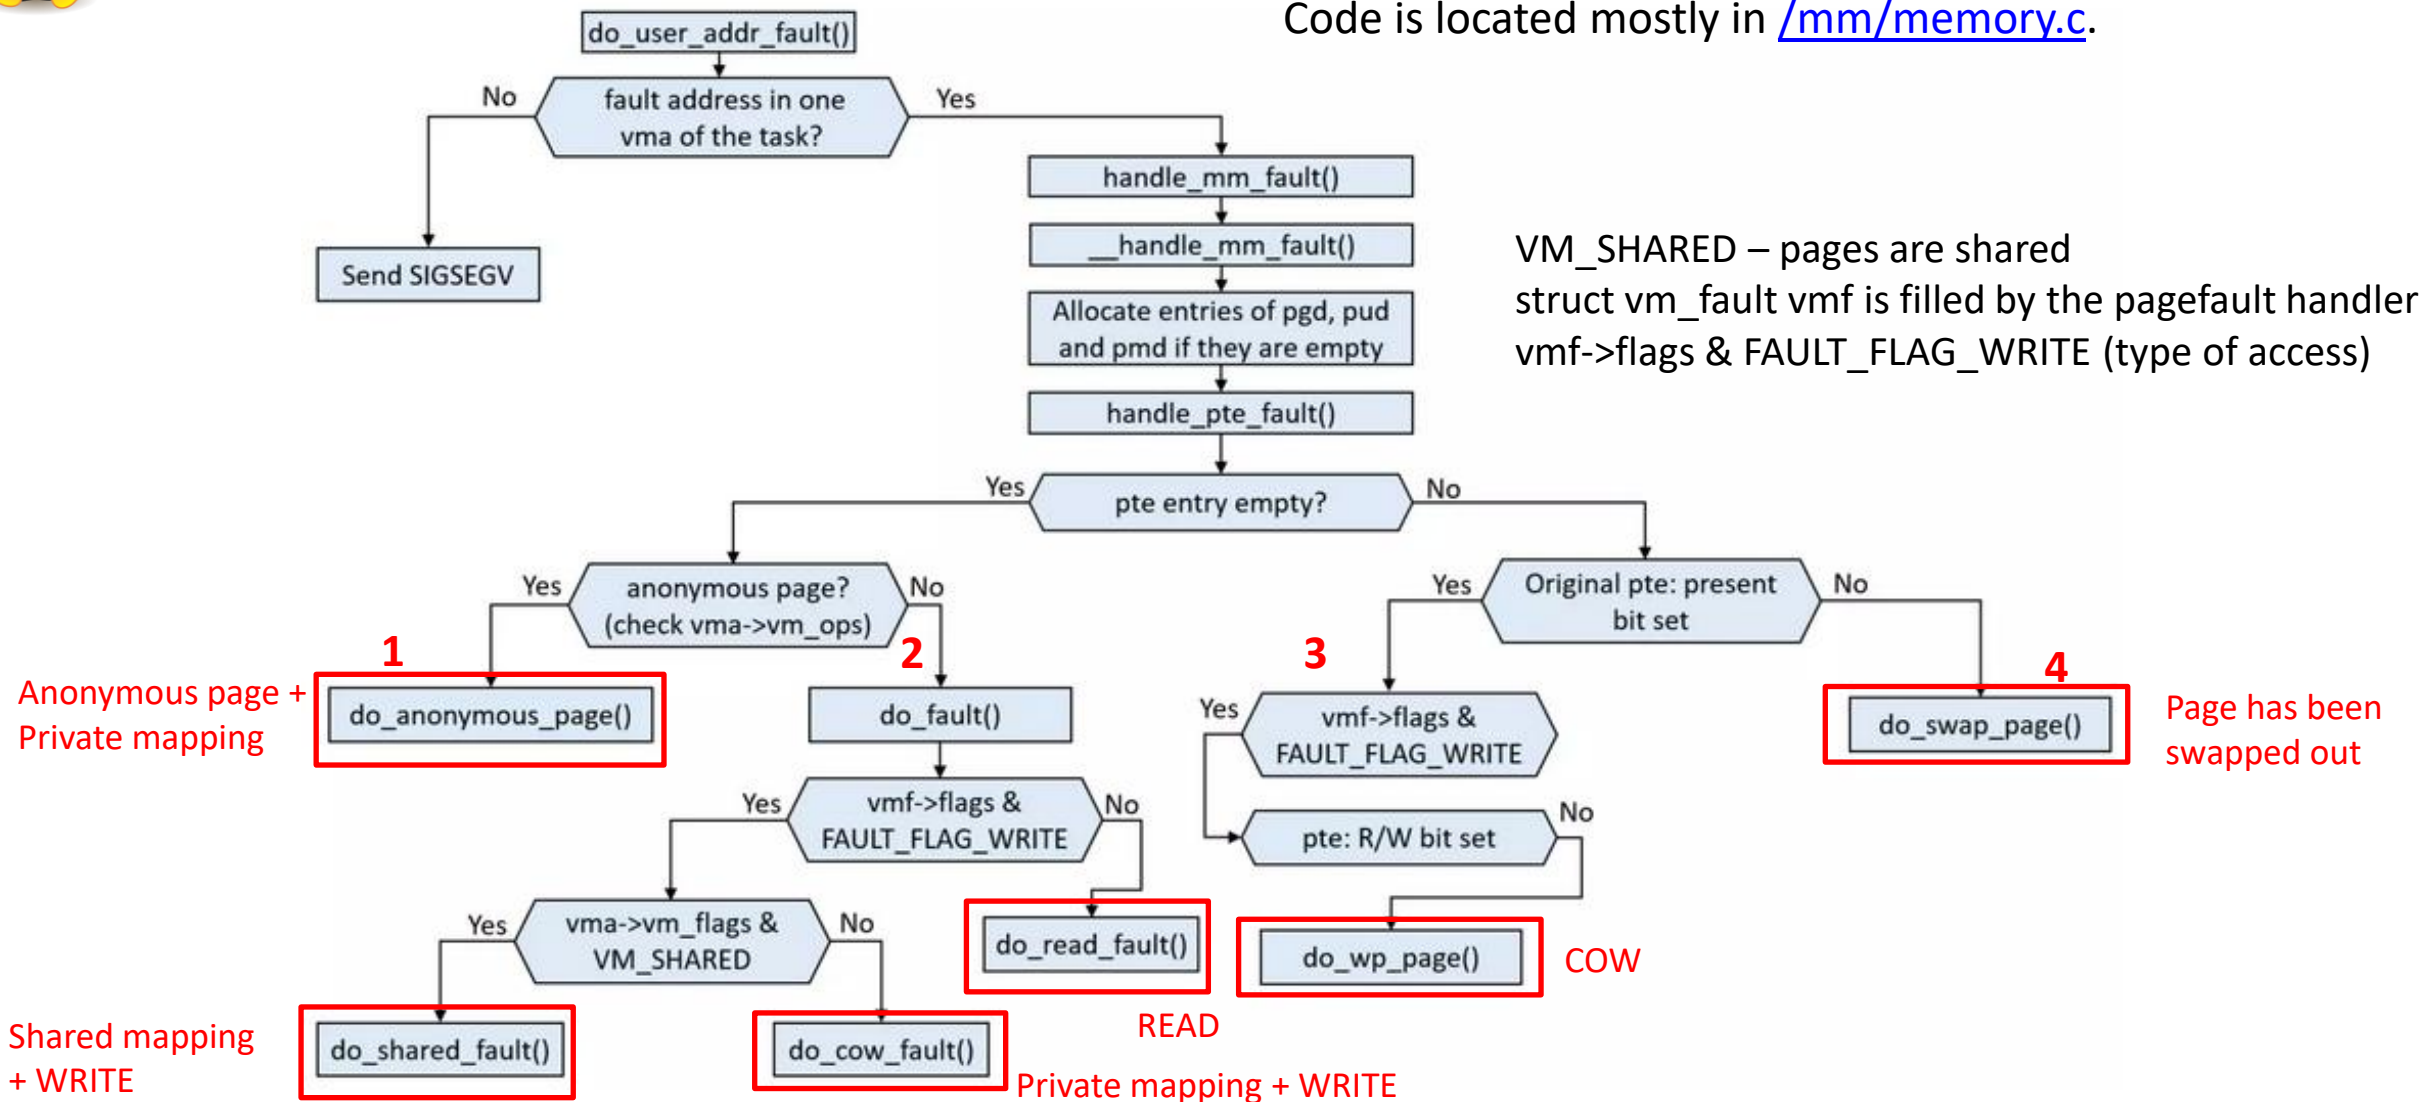 Code is located mostly in /mm/memory.c.
do_user_addr_fault()
fault address in one
vma of the task?
No
Yes
Send SIGSEGV
handle_mm_fault()
__handle_mm_fault()
Allocate entries of pgd, pud
and pmd if they are empty
handle_pte_fault()
VM_SHARED – pages are shared
struct vm_fault vmf is filled by the pagefault handler
vmf->flags & FAULT_FLAG_WRITE (type of access)
pte entry empty?
Yes
No
anonymous page?
(check vma->vm_ops)
Yes
No
Original pte: present
bit set
Yes
No
1
Anonymous page +
Private mapping
do_anonymous_page()
2
do_fault()
3
vmf->flags &
FAULT_FLAG_WRITE
Yes
4
do_swap_page()
Page has been
swapped out
vmf->flags &
FAULT_FLAG_WRITE
Yes
No
pte: R/W bit set
No
vma->vm_flags &
VM_SHARED
Yes
No
do_read_fault()
READ
do_wp_page()
COW
Shared mapping
+ WRITE
do_shared_fault()
do_cow_fault()
Private mapping + WRITE